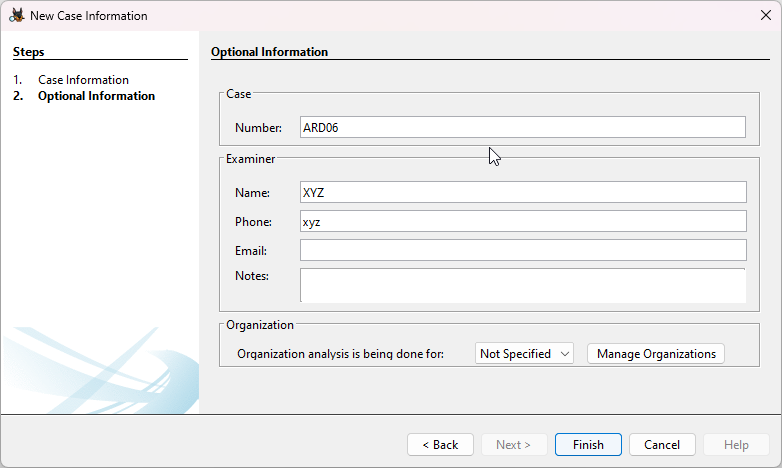 New Case Information
Steps
1. Case Information
2. Optional Information
Optional Information
Case
Number: ARD06
Examiner
Name: XYZ
Phone: xyz
Email:
Notes:
Organization
Organization analysis is being done for: Not Specified Manage Organizations
< Back Next > Finish Cancel Help